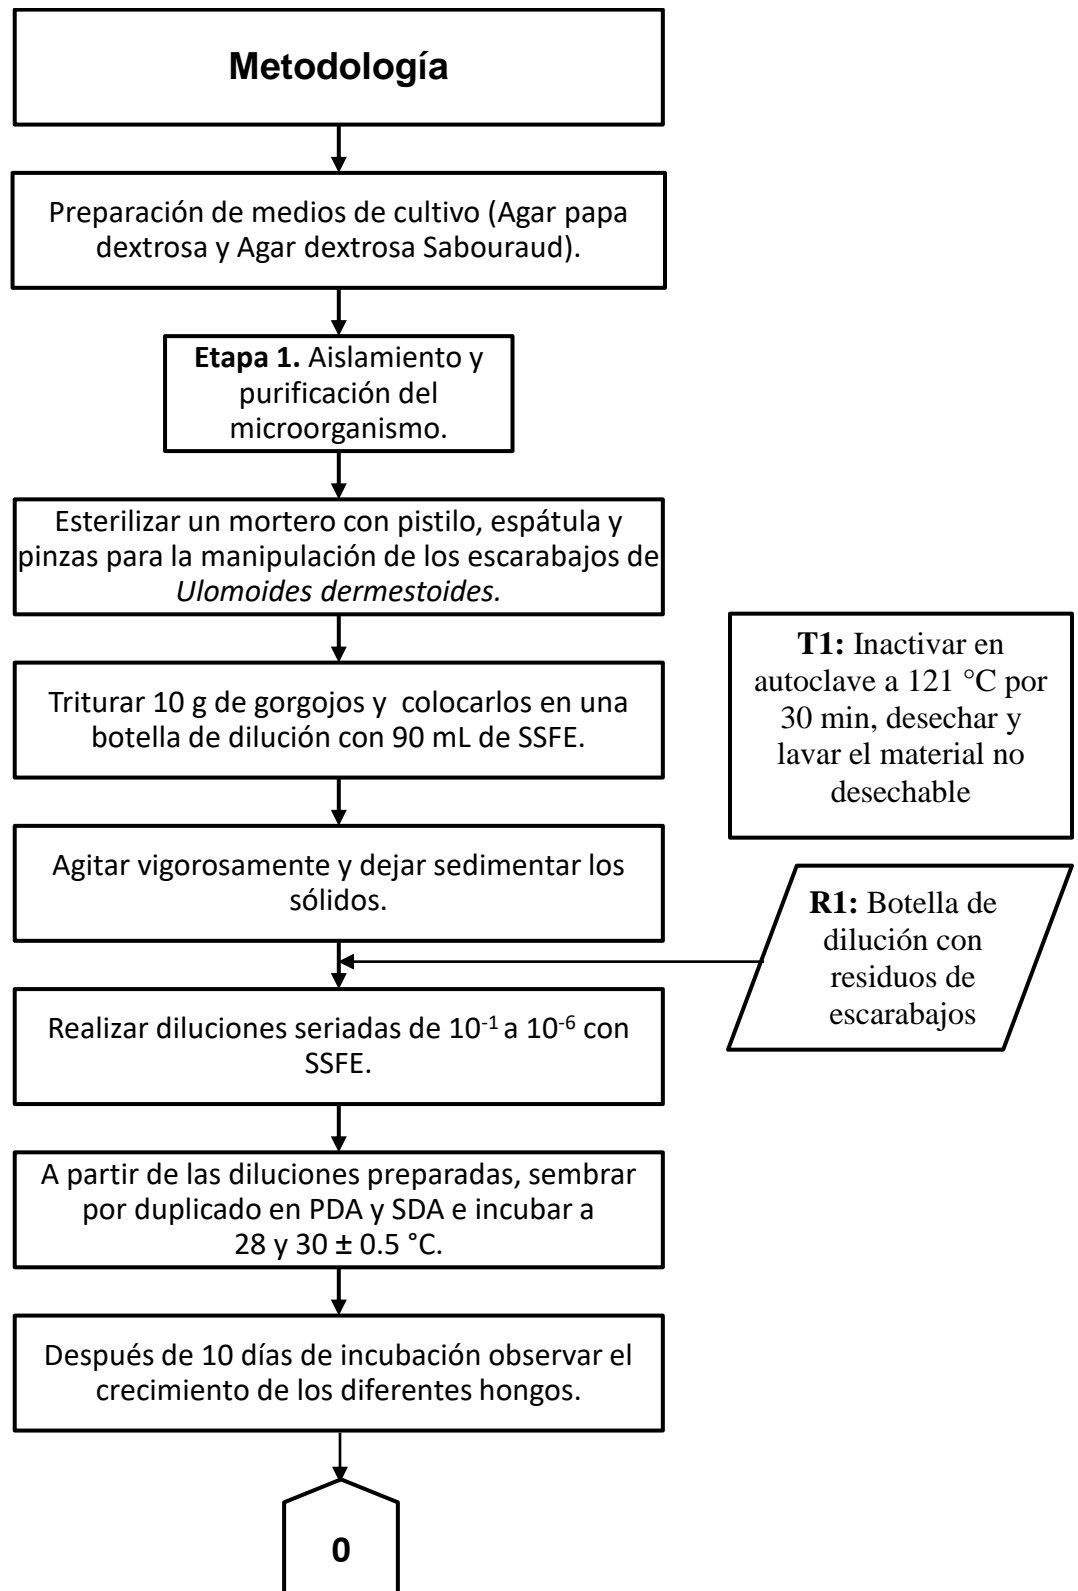 Metodología
Preparación de medios de cultivo (Agar papa
dextrosa y Agar dextrosa Sabouraud).
Etapa 1. Aislamiento y
purificación del
microorganismo.
Esterilizar un mortero con pistilo, espátula y
pinzas para la manipulación de los escarabajos de
Ulomoides dermestoides.
Triturar 10 g de gorgojos y  colocarlos en una
botella de dilución con 90 mL de SSFE.
T1: Inactivar en
autoclave a 121 °C por
30 min, desechar y
lavar el material no
desechable
Agitar vigorosamente y dejar sedimentar los
sólidos.
R1: Botella de
dilución con
residuos de
escarabajos
Realizar diluciones seriadas de 10⁻¹ a 10⁻⁶ con
SSFE.
A partir de las diluciones preparadas, sembrar
por duplicado en PDA y SDA e incubar a
28 y 30 ± 0.5 °C.
Después de 10 días de incubación observar el
crecimiento de los diferentes hongos.
0